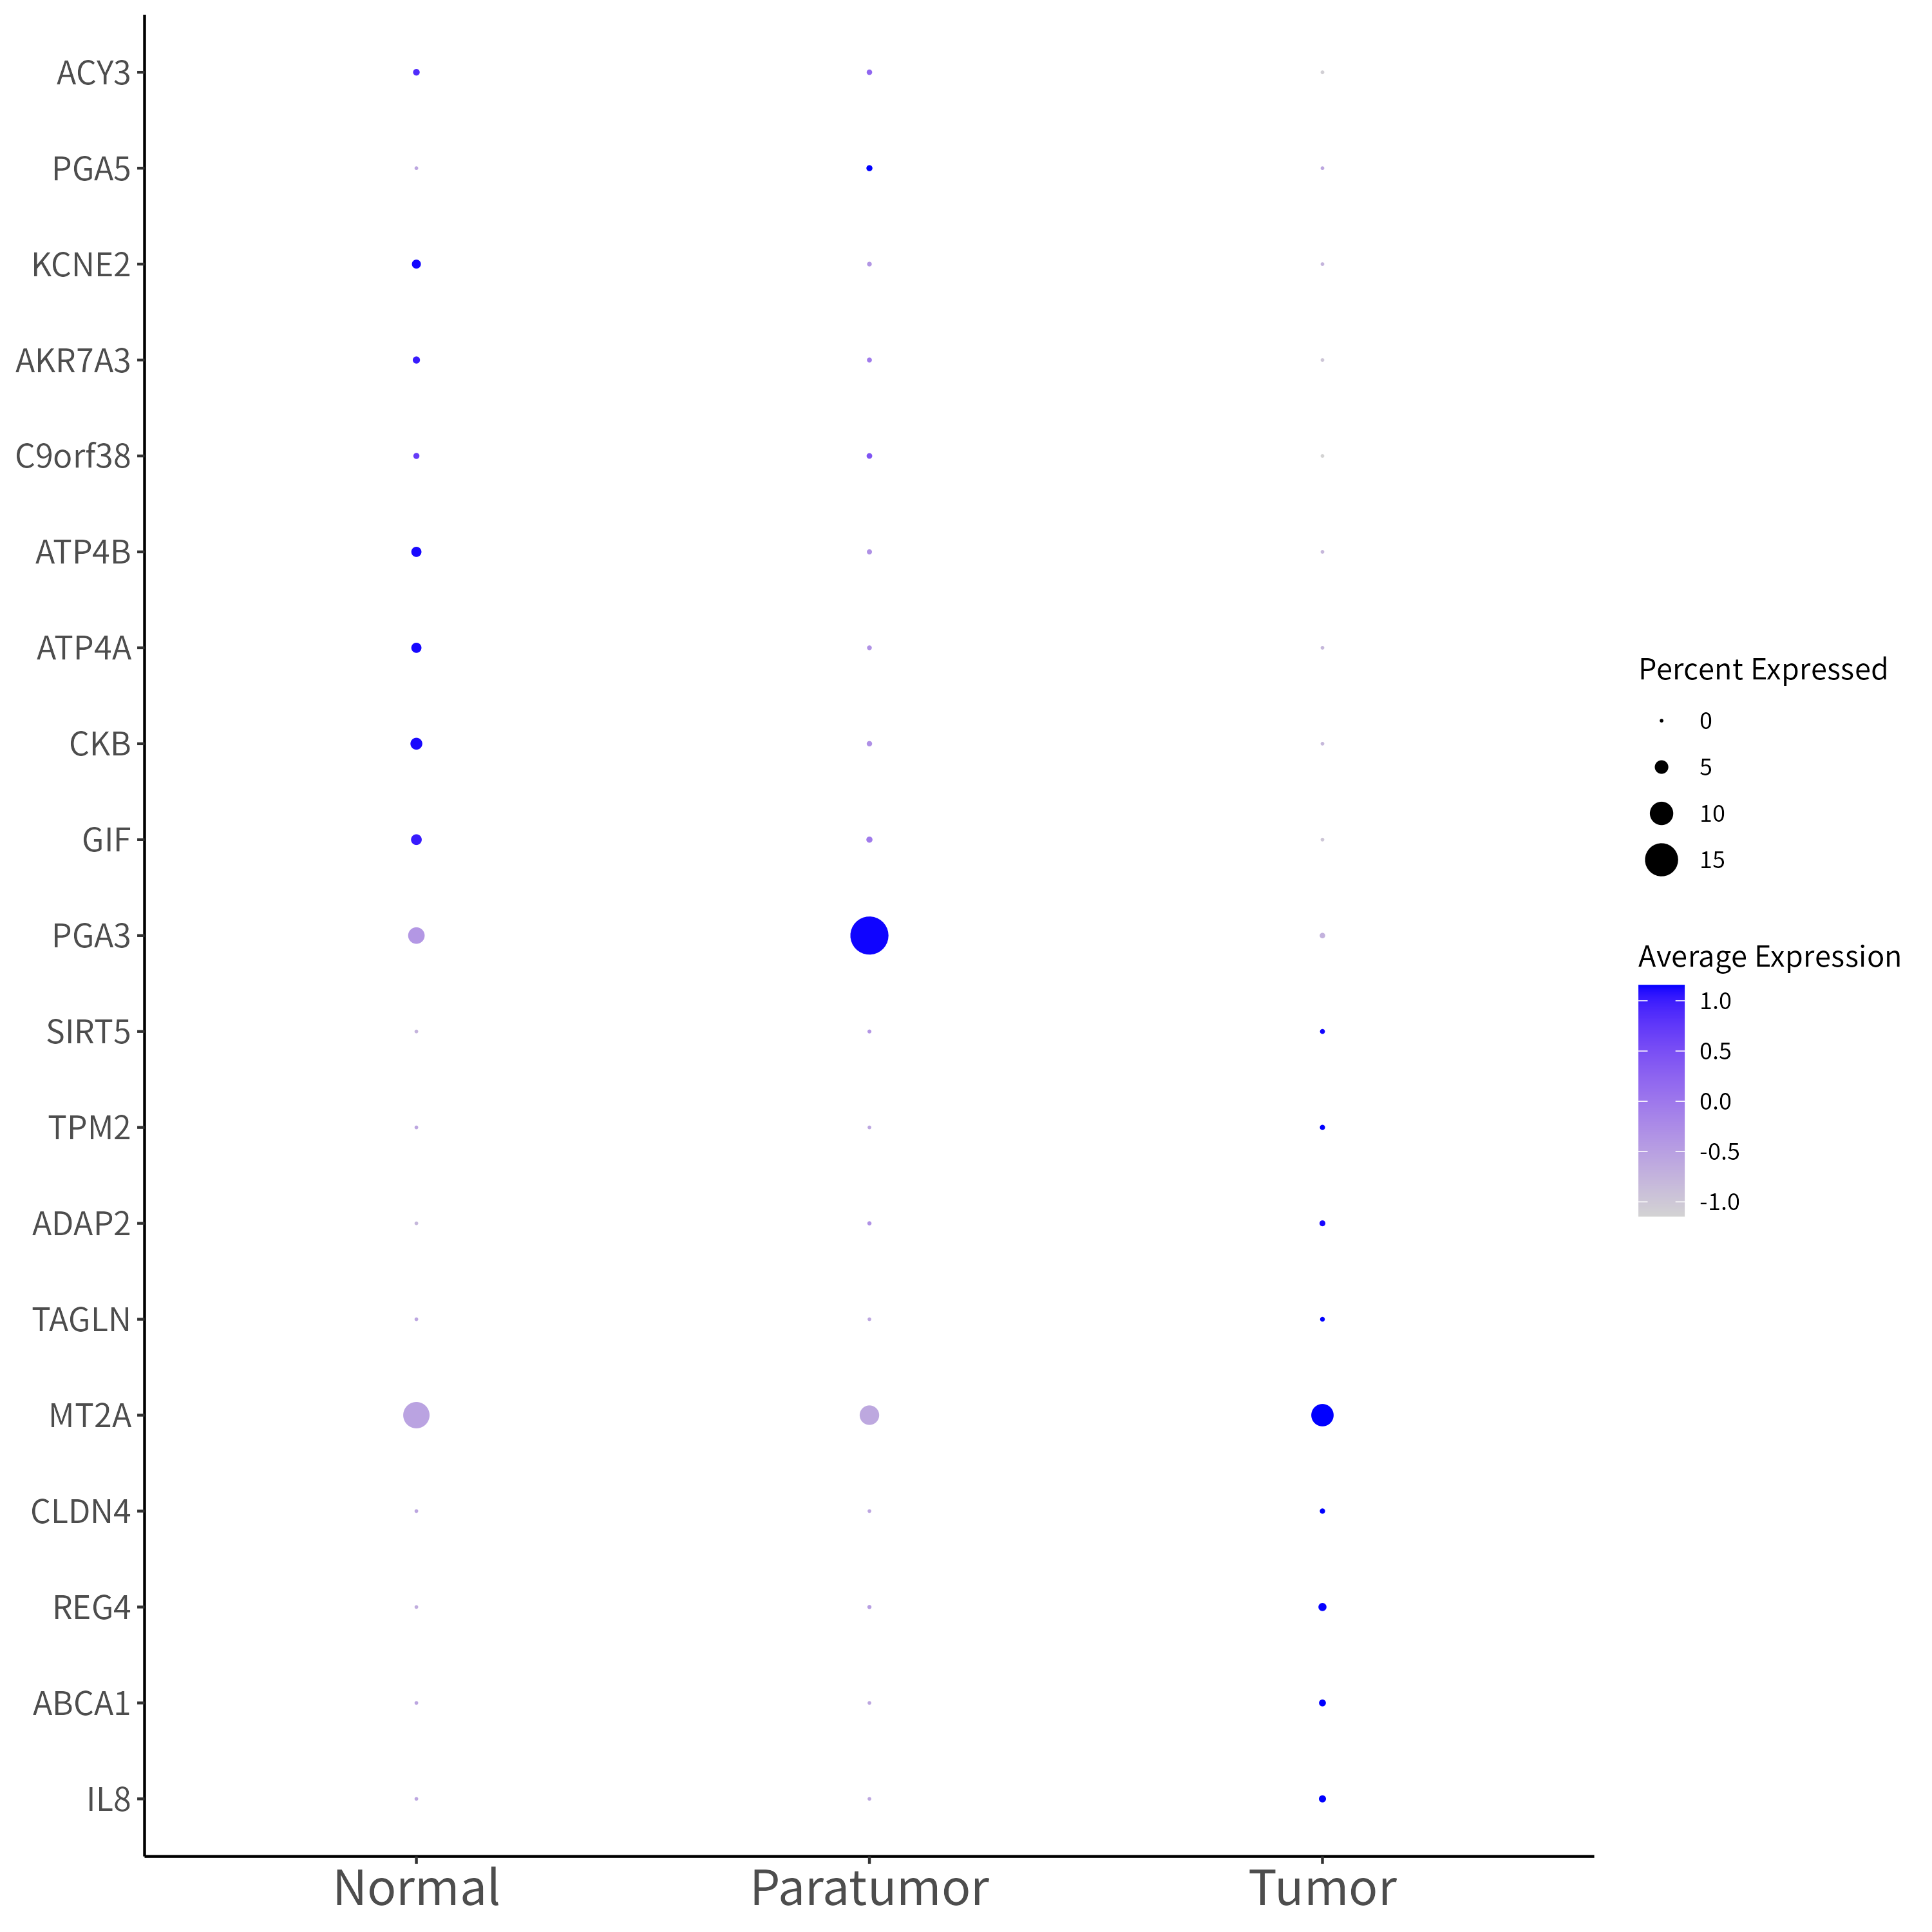 ACY3
PGA5
KCNE2
AKR7A3
C9orf38
ATP4B
ATP4A
CKB
GIF
PGA3
SIRT5
TPM2
ADAP2
TAGLN
MT2A
CLDN4
REG4
ABCA1
IL8
Normal Paratumor Tumor
Percent Expressed
0
5
10
15
Average Expression
1.0
0.5
0.0
-0.5
-1.0